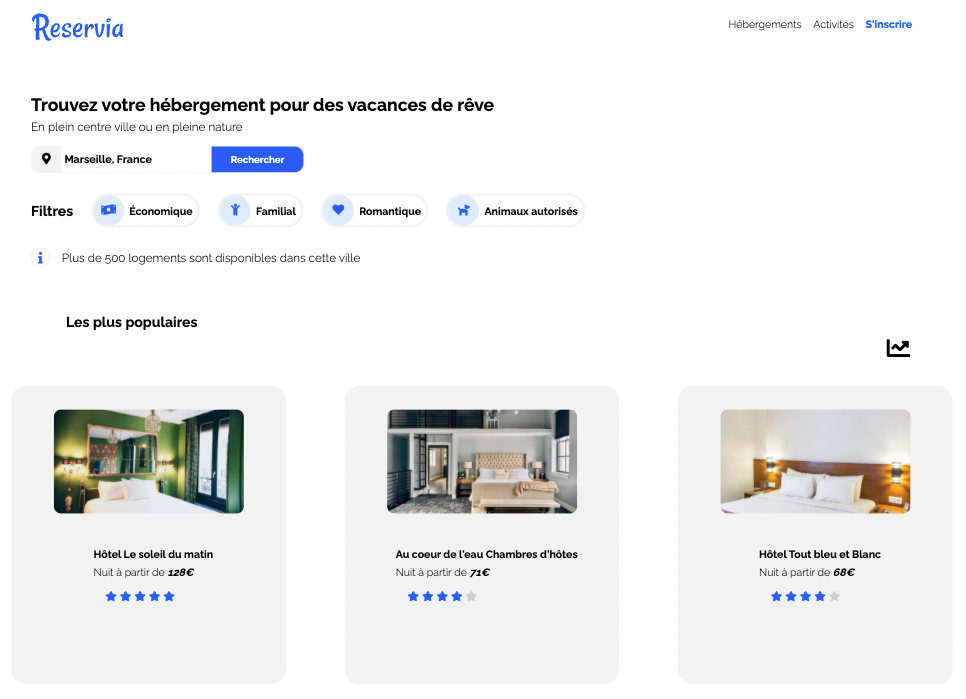 Reservia
Hébergements Activités S'inscrire
Trouvez votre hébergement pour des vacances de rêve
En plein centre ville ou en pleine nature
Marseille, France Rechercher
Filtres Économique Familial Romantique Animaux autorisés
Plus de 500 logements sont disponibles dans cette ville
Les plus populaires
Hôtel Le soleil du matin
Nuit à partir de 128€
Au coeur de l'eau Chambres d'hôtes
Nuit à partir de 71€
Hôtel Tout bleu et Blanc
Nuit à partir de 68€